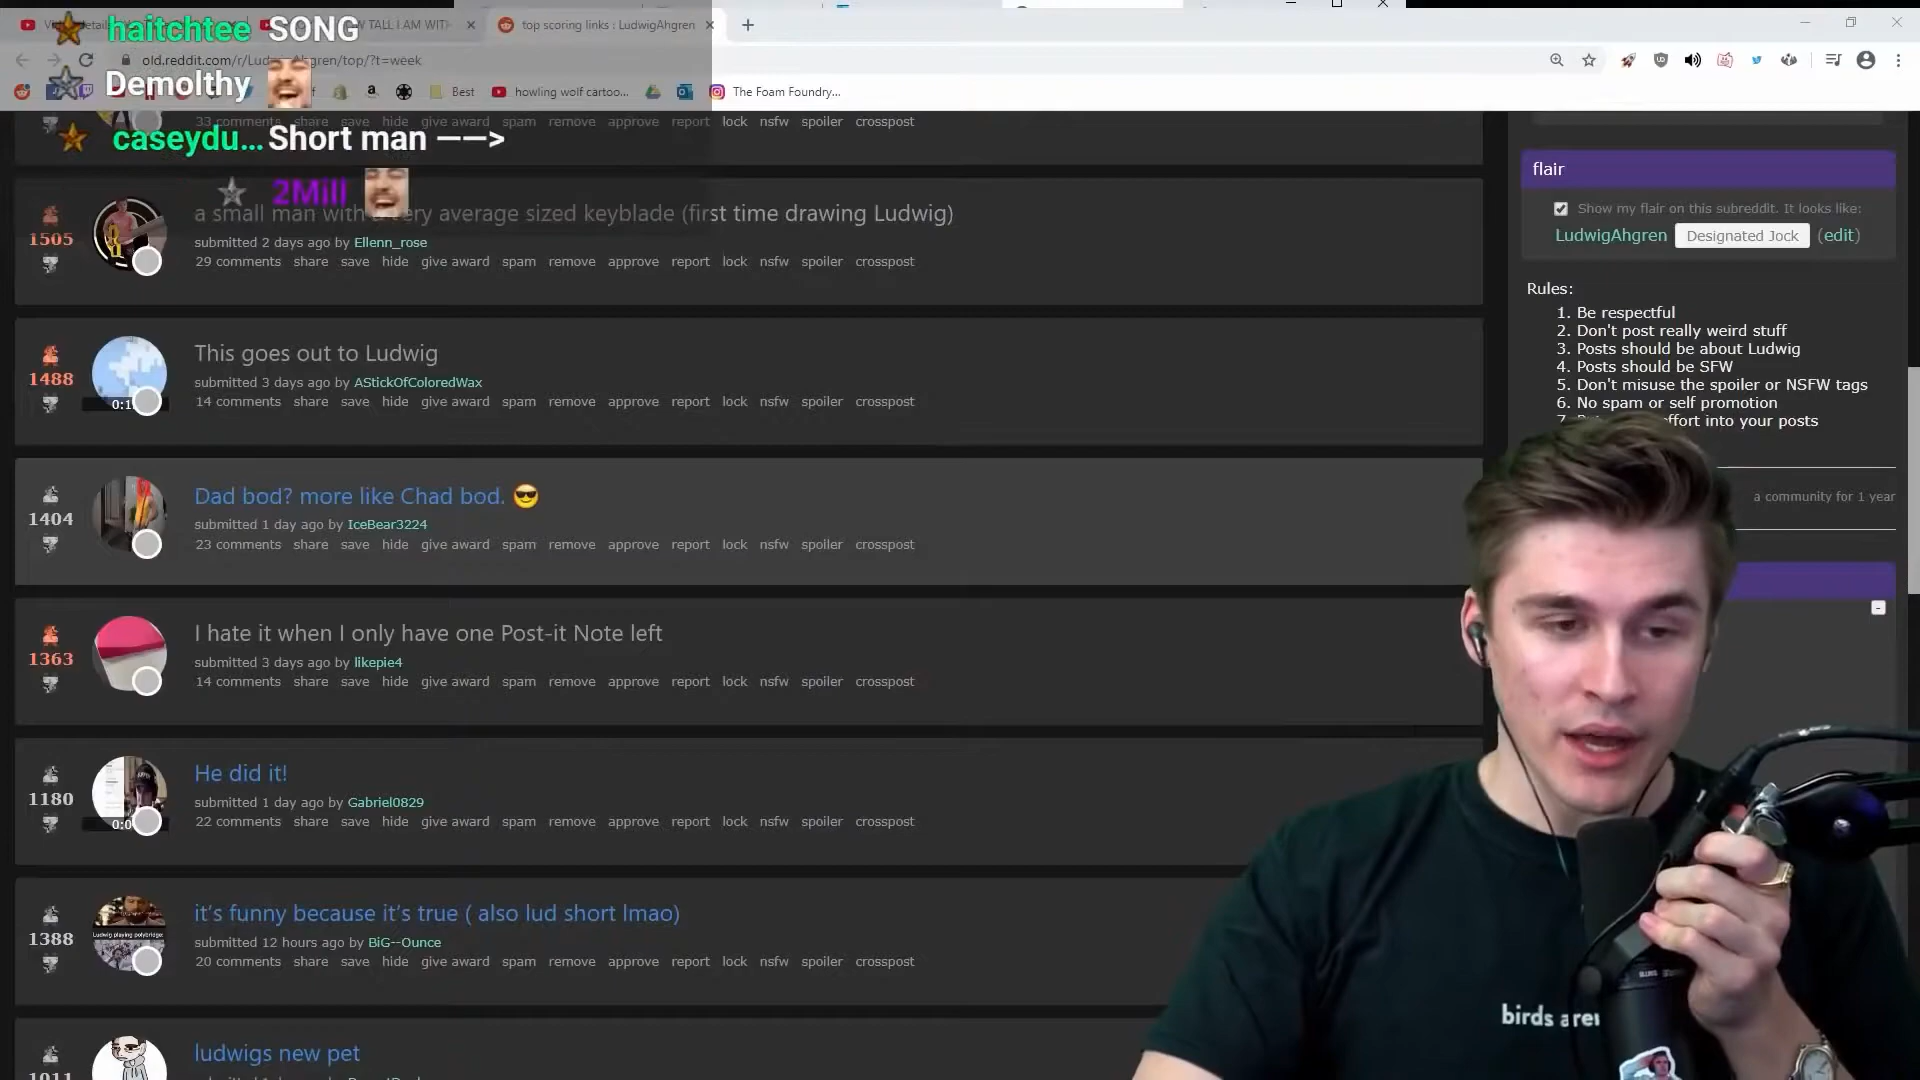 haitchtee SONG
TALL I AM WITH
top scoring links : LudwigAhgren
Demolthy
caseydu... Short man ——>
2Mill
Best
howling wolf cartoo...
The Foam Foundry...
33 comments share save hide give award spam remove approve report lock nsfw spoiler crosspost
1505
a small man with a very average sized keyblade (first time drawing Ludwig)
submitted 2 days ago by Ellenn_rose
29 comments share save hide give award spam remove approve report lock nsfw spoiler crosspost
1488
This goes out to Ludwig
submitted 3 days ago by AStickOfColoredWax
14 comments share save hide give award spam remove approve report lock nsfw spoiler crosspost
1404
Dad bod? more like Chad bod. 😎
submitted 1 day ago by IceBear3224
23 comments share save hide give award spam remove approve report lock nsfw spoiler crosspost
1363
I hate it when I only have one Post-it Note left
submitted 3 days ago by likepie4
14 comments share save hide give award spam remove approve report lock nsfw spoiler crosspost
1180
He did it!
submitted 1 day ago by Gabriel0829
22 comments share save hide give award spam remove approve report lock nsfw spoiler crosspost
1388
Ludwig playing polybridge:
it's funny because it's true ( also lud short lmao)
submitted 12 hours ago by BiG--Ounce
20 comments share save hide give award spam remove approve report lock nsfw spoiler crosspost
1011
ludwigs new pet
flair
Show my flair on this subreddit. It looks like:
LudwigAhgren Designated Jock (edit)
Rules:
1. Be respectful
2. Don't post really weird stuff
3. Posts should be about Ludwig
4. Posts should be SFW
5. Don't misuse the spoiler or NSFW tags
6. No spam or self promotion
7. effort into your posts
a community for 1 year
birds aren